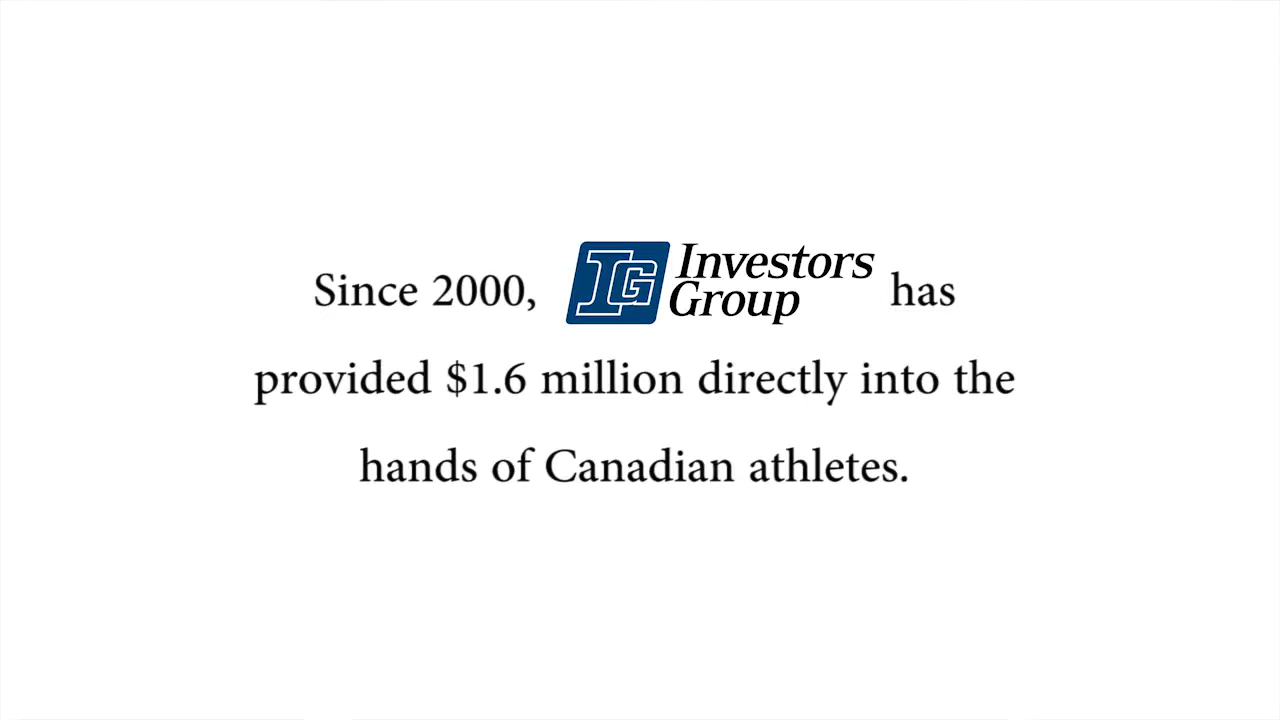 Since 2000, IG Investors Group has
provided $1.6 million directly into the
hands of Canadian athletes.